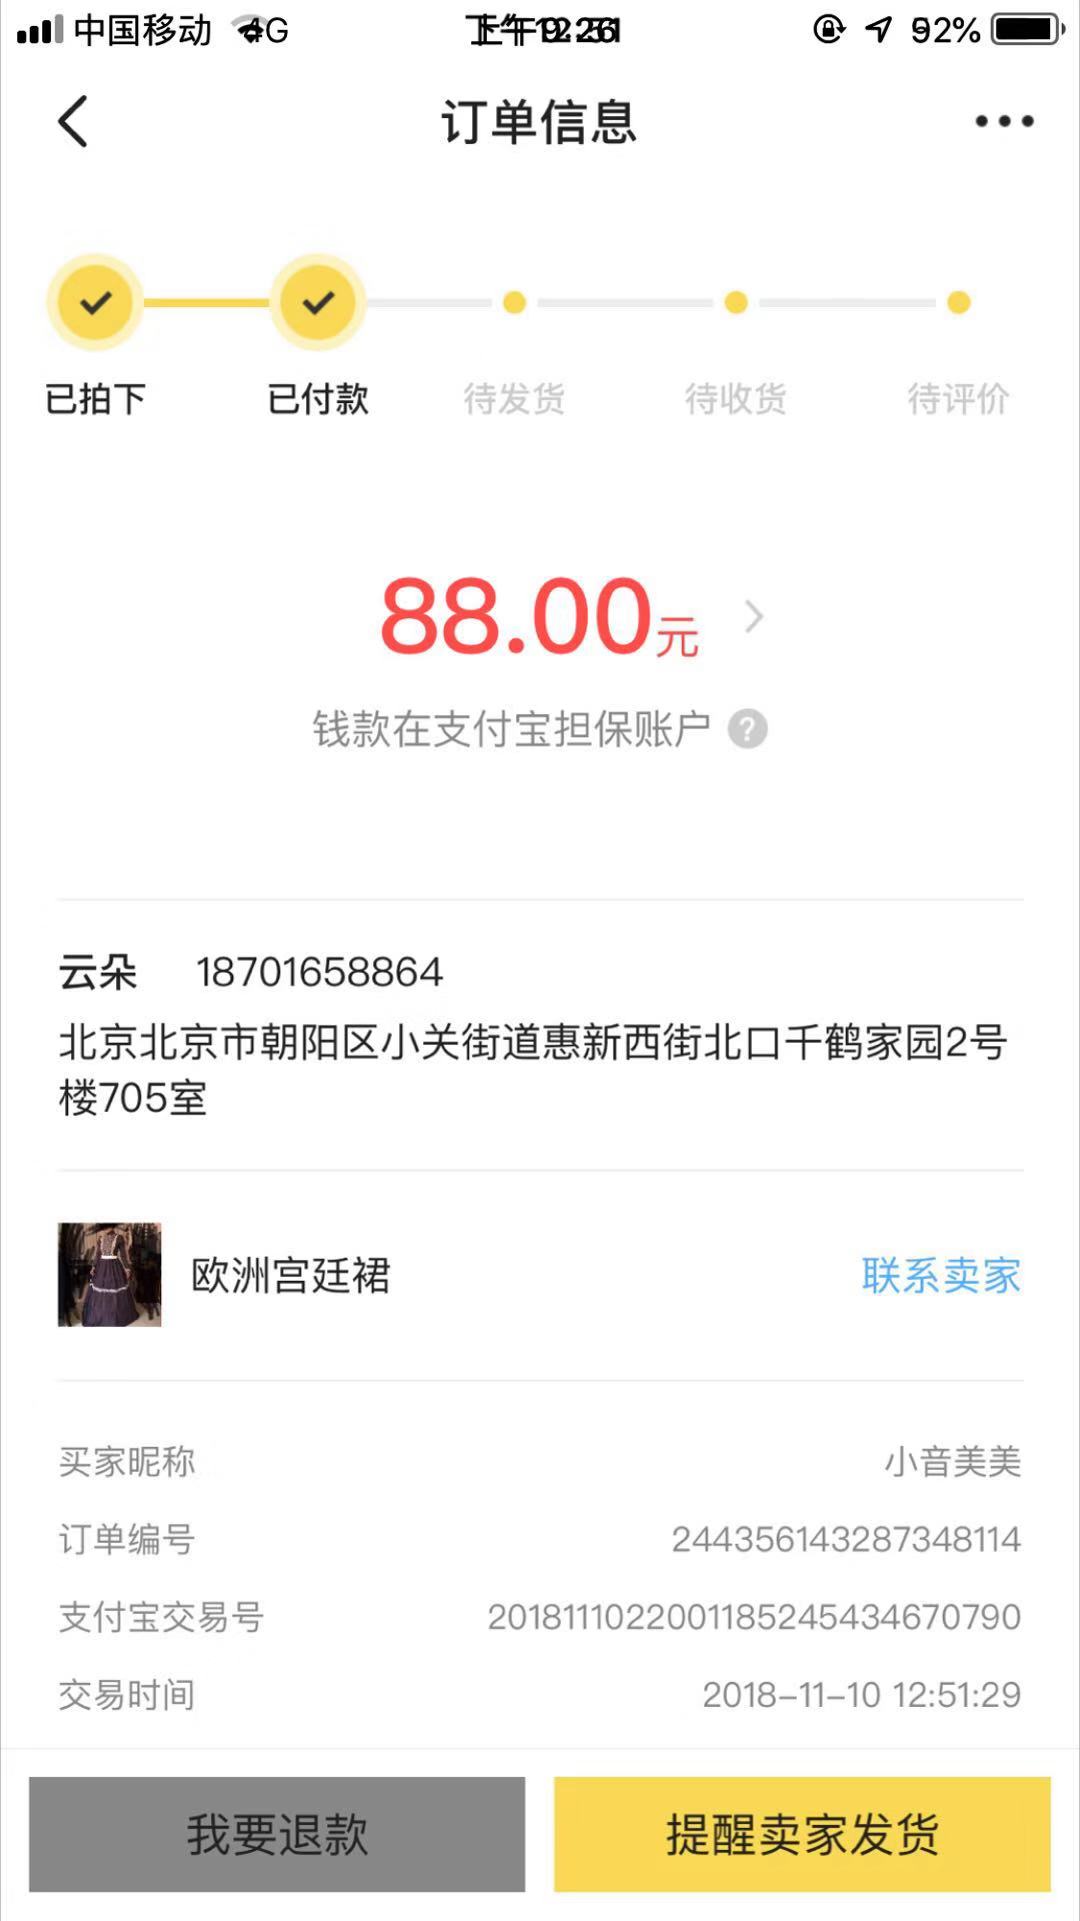 中国移动
92%
订单信息
已拍下
已付款
待发货
待收货
待评价
88.00元
钱款在支付宝担保账户 ?
云朵 18701658864
北京北京市朝阳区小关街道惠新西街北口千鹤家园2号
楼705室
欧洲宫廷裙
联系卖家
买家昵称 小音美美
订单编号 244356143287348114
支付宝交易号 2018111022001185245434670790
交易时间 2018-11-10 12:51:29
我要退款
提醒卖家发货